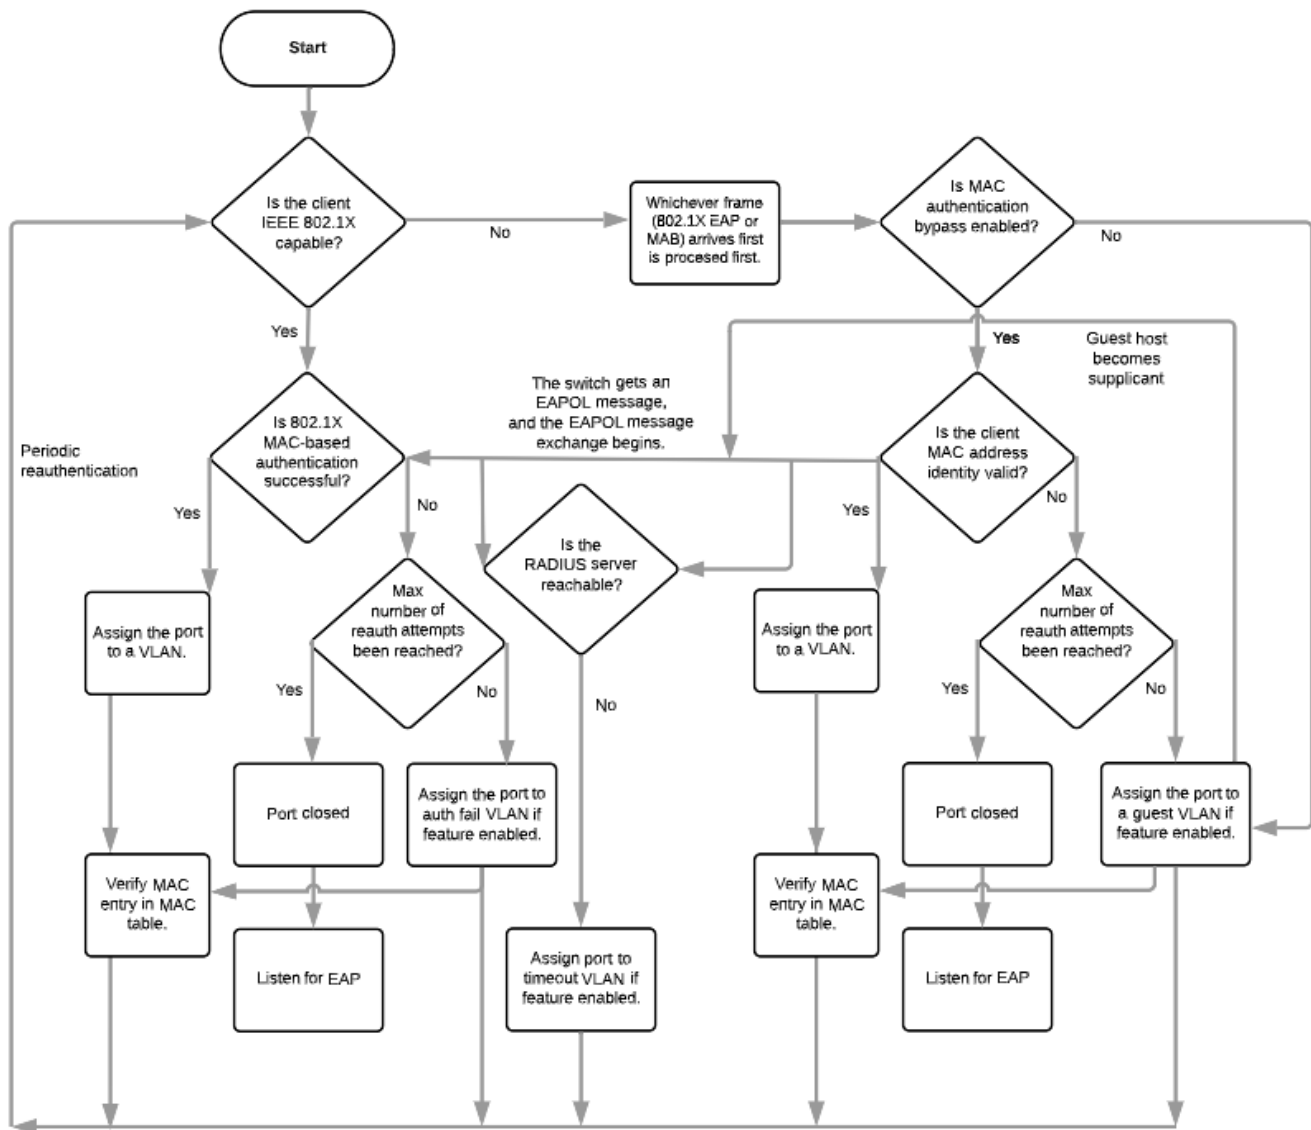 Start
Is the client
IEEE 802.1X
capable?
No
Whichever frame
(802.1X EAP or
MAB) arrives first
is procesed first.
Is MAC
authentication
bypass enabled?
No
Yes
Yes
Guest host
becomes
supplicant
The switch gets an
EAPOL message,
and the EAPOL message
exchange begins.
Is 802.1X
MAC-based
authentication
successful?
Is the client
MAC address
identity valid?
Periodic
reauthentication
Yes
No
Yes
No
Is the
RADIUS server
reachable?
Max
number of
reauth attempts
been reached?
Max
number of
reauth attempts
been reached?
Assign the port
to a VLAN.
Assign the port
to a VLAN.
Yes
No
No
Yes
No
Port closed
Assign the port to
auth fail VLAN if
feature enabled.
Port closed
Assign the port to
a guest VLAN if
feature enabled.
Verify MAC
entry in MAC
table.
Verify MAC
entry in MAC
table.
Listen for EAP
Assign port to
timeout VLAN if
feature enabled.
Listen for EAP